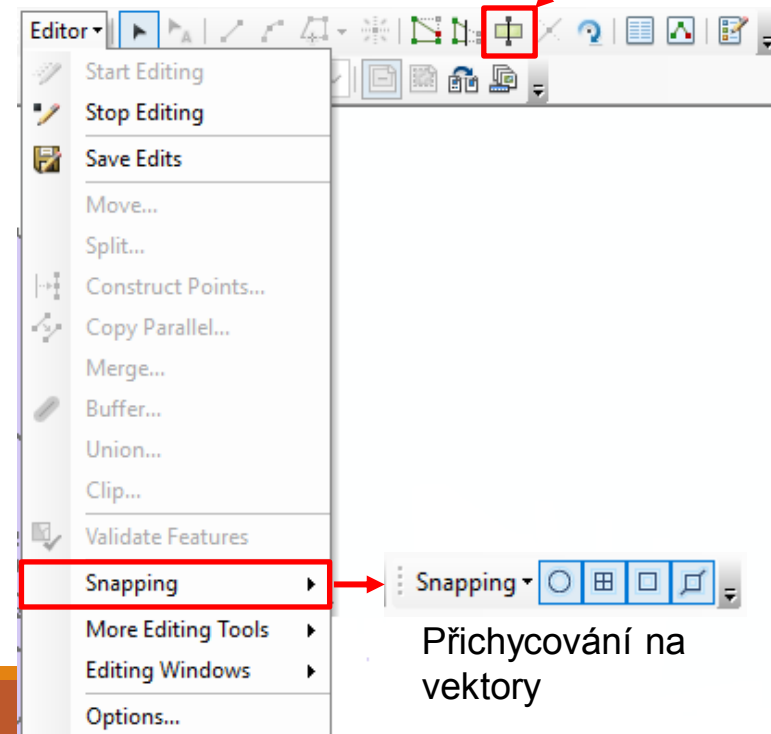 Editor
Start Editing
Stop Editing
Save Edits
Move...
Split...
Construct Points...
Copy Parallel...
Merge...
Buffer...
Union...
Clip...
Validate Features
Snapping
Snapping
More Editing Tools
Editing Windows
Options...
Přichycování na
vektory